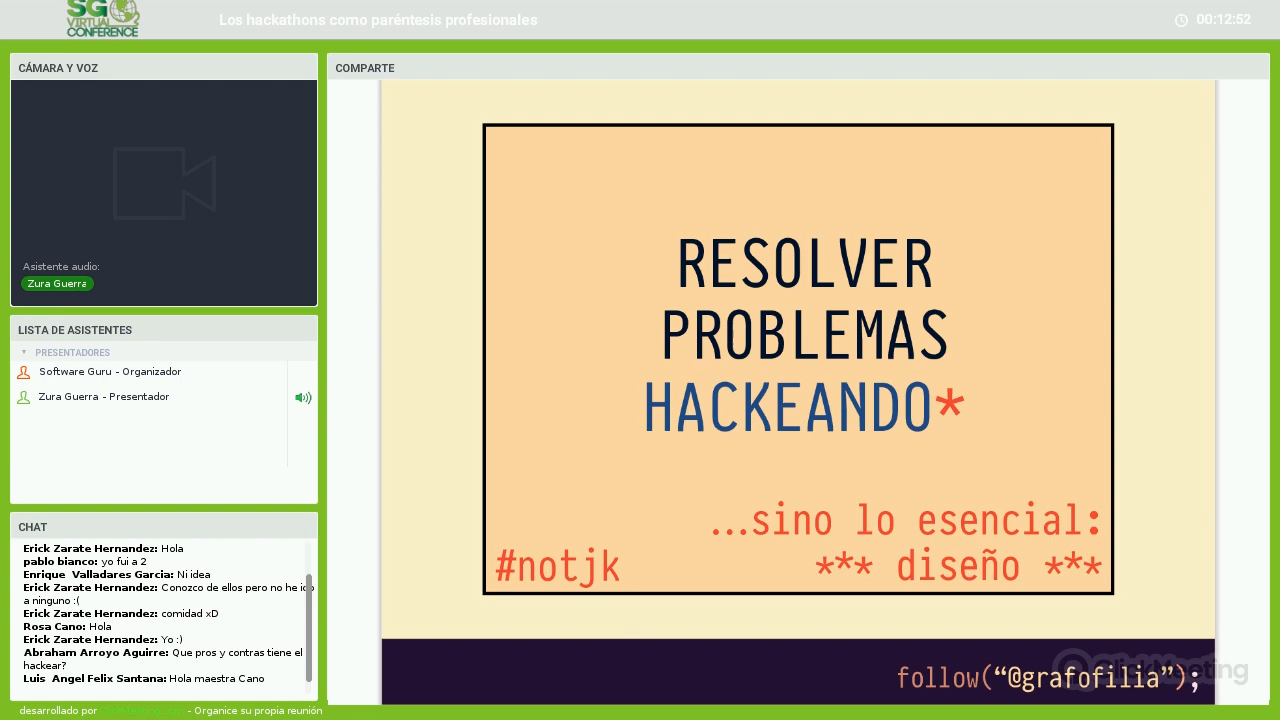 SG
VIRTUAL
CONFERENCE
Los hackathons como paréntesis profesionales
00:12:52
CÁMARA Y VOZ
Asistente audio:
Zura Guerra
LISTA DE ASISTENTES
PRESENTADORES
Software Guru - Organizador
Zura Guerra - Presentador
CHAT
Erick Zarate Hernandez: Hola
pablo bianco: yo fui a 2
Enrique Valladares Garcia: Ni idea
Erick Zarate Hernandez: Conozco de ellos pero no he ido
a ninguno :(
Erick Zarate Hernandez: comidad xD
Rosa Cano: Hola
Erick Zarate Hernandez: Yo :)
Abraham Arroyo Aguirre: Que pros y contras tiene el
hackear?
Luis Angel Felix Santana: Hola maestra Cano
desarrollado por - Organice su propia reunión
COMPARTE
RESOLVER
PROBLEMAS
HACKEANDO*
...sino lo esencial:
#notjk *** diseño ***
follow(“@grafofilia”);
ClickMeeting